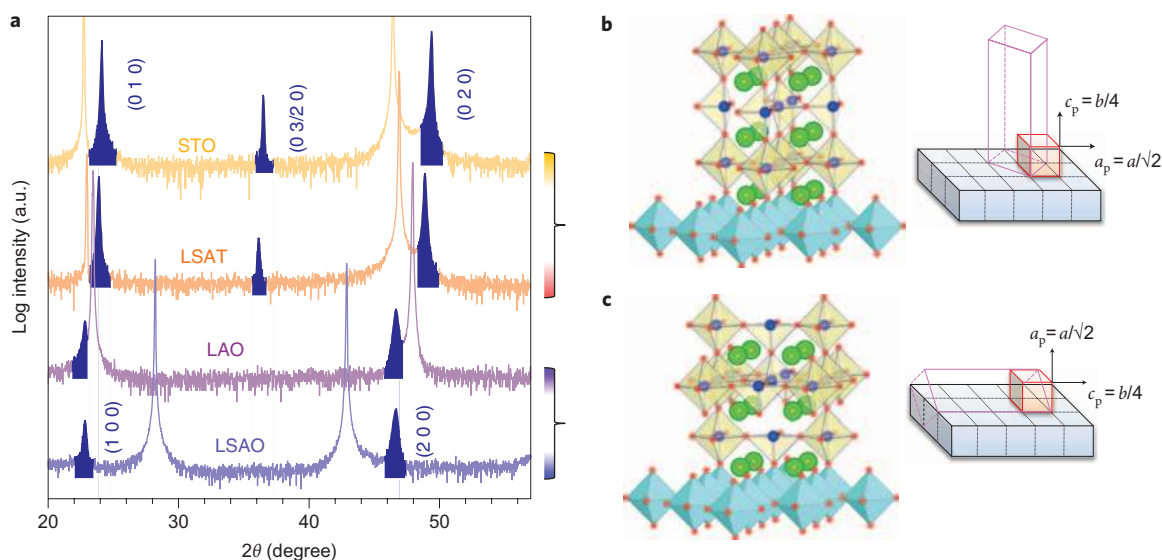 a
Log intensity (a.u.)
(0 1 0)
(0 3/2 0)
(0 2 0)
STO
LSAT
LAO
LSAO
(1 0 0)
(2 0 0)
20
30
40
50
2θ (degree)
b
cₚ = b/4
aₚ = a/√2
c
aₚ = a/√2
cₚ = b/4